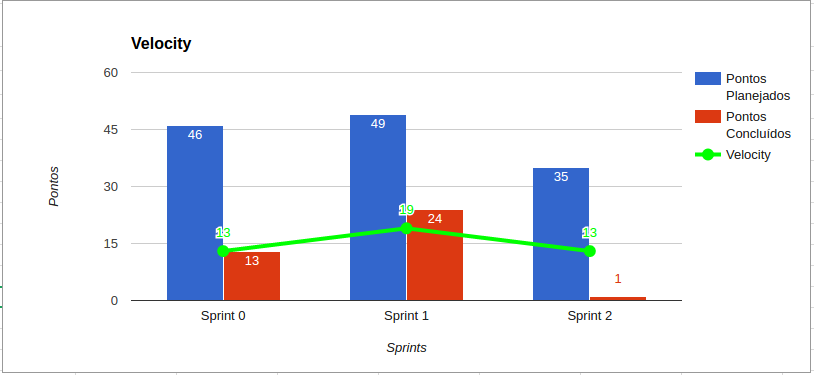 Velocity
60
45
30
15
0
Pontos
46
13
13
49
19
24
35
13
1
Sprint 0
Sprint 1
Sprint 2
Sprints
Pontos
Planejados
Pontos
Concluídos
Velocity